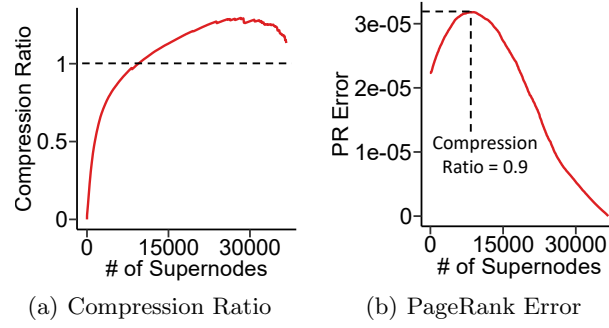 Compression Ratio
1
0.5
0
0
15000
30000
# of Supernodes
(a) Compression Ratio
PR Error
3e-05
2e-05
1e-05
0
Compression
Ratio = 0.9
0
15000
30000
# of Supernodes
(b) PageRank Error